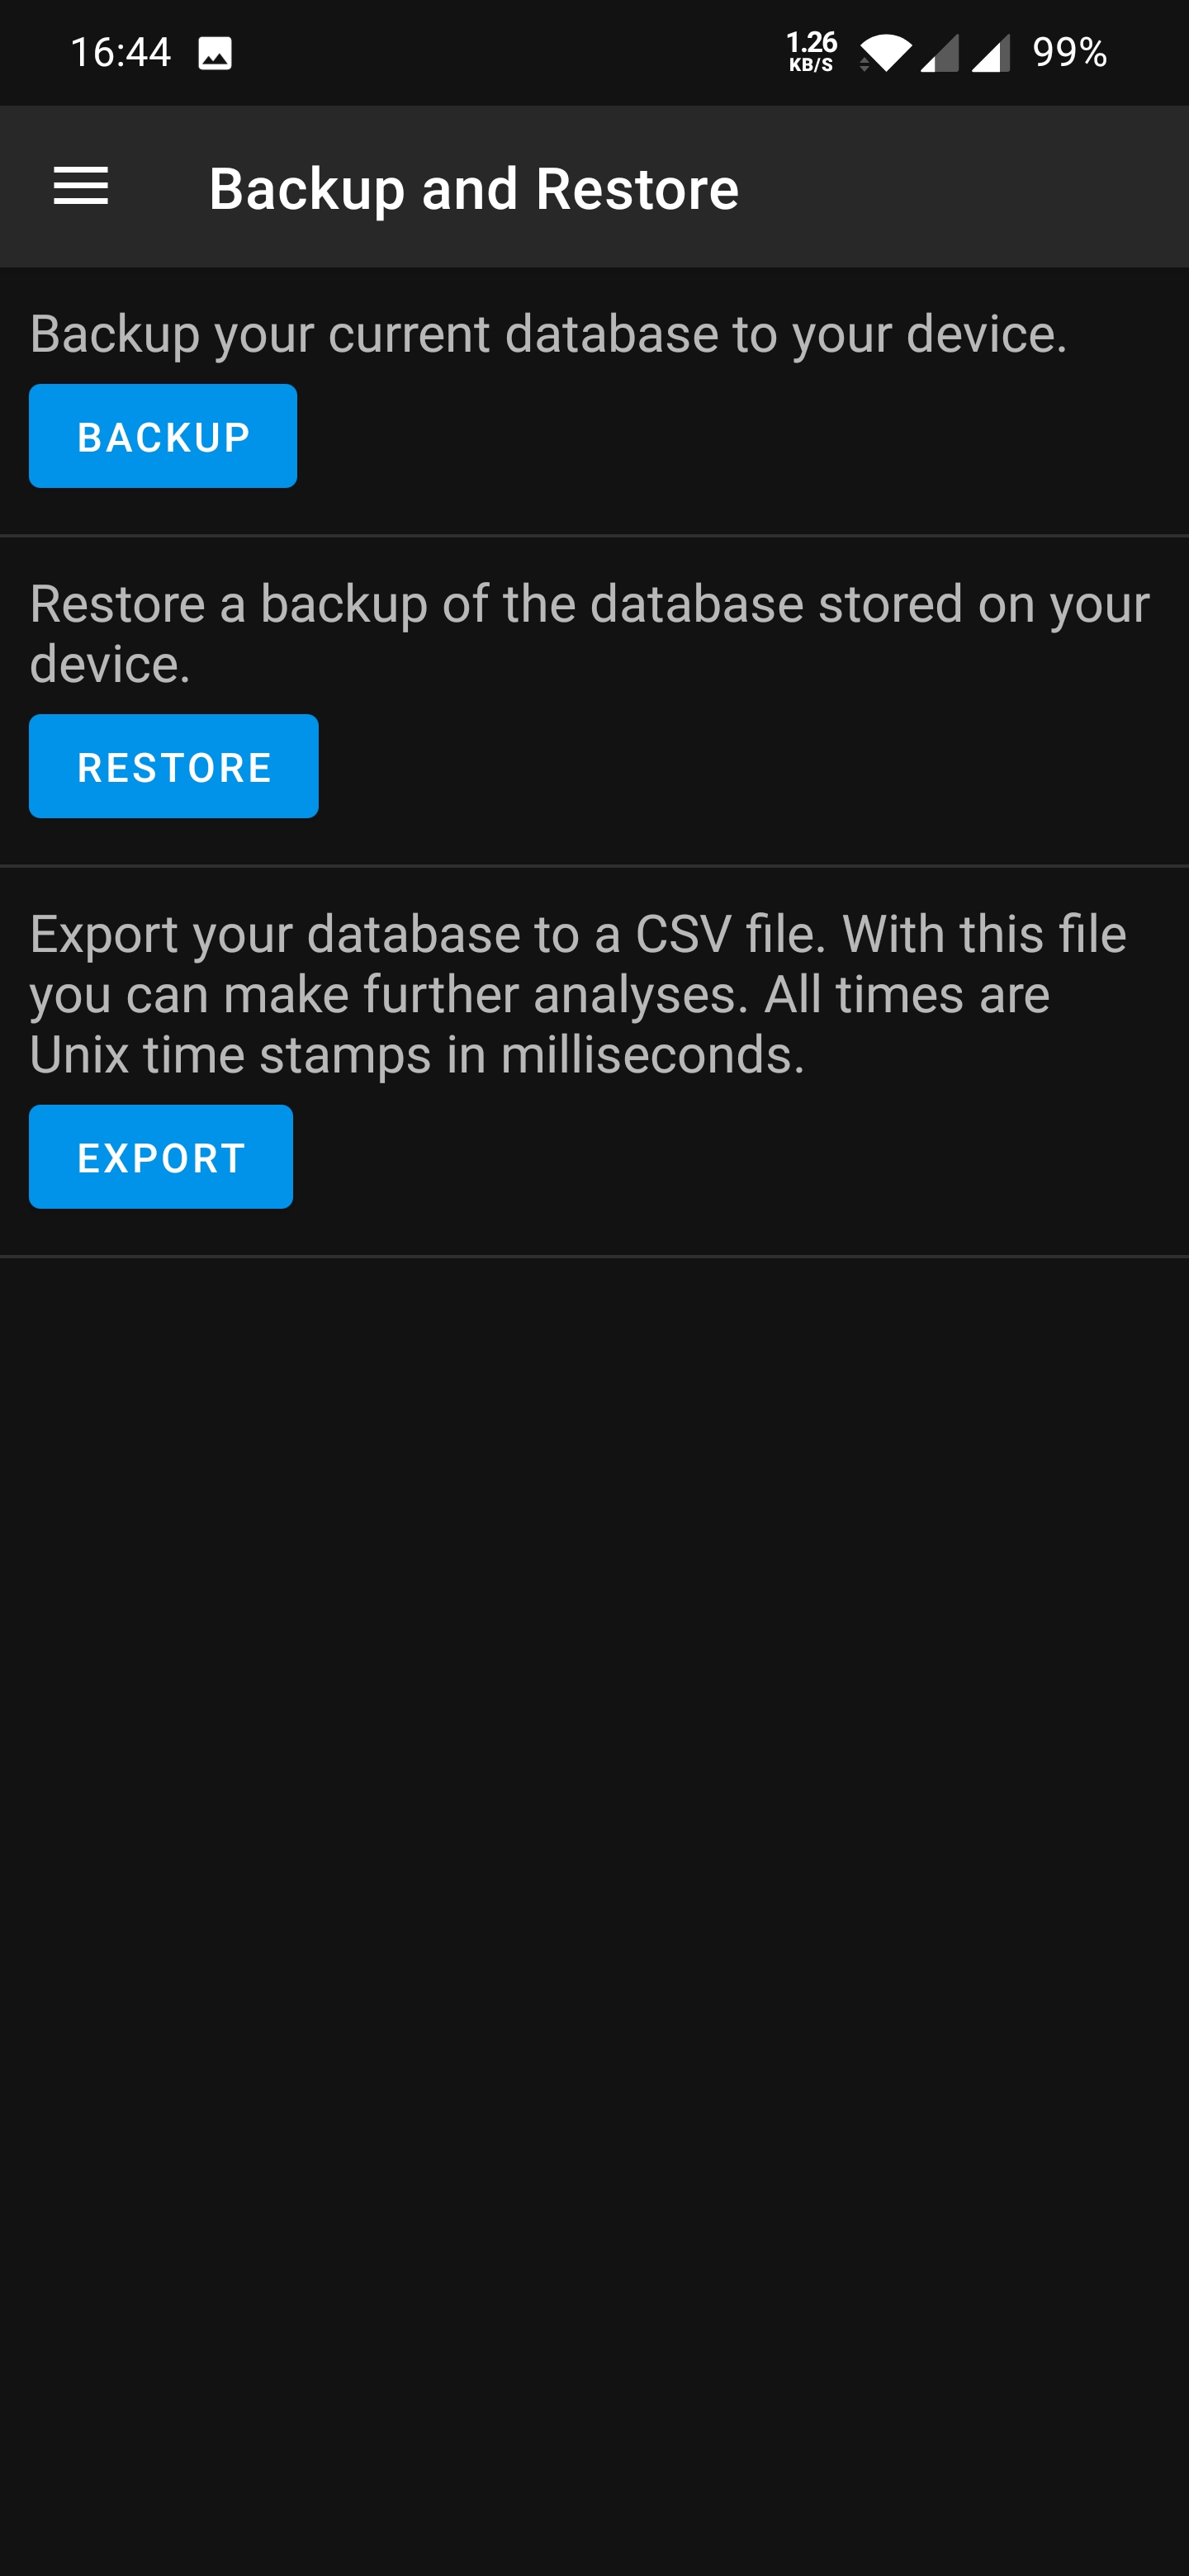 16:44
1.26
KB/S
99%
Backup and Restore
Backup your current database to your device.
BACKUP
Restore a backup of the database stored on your
device.
RESTORE
Export your database to a CSV file. With this file
you can make further analyses. All times are
Unix time stamps in milliseconds.
EXPORT